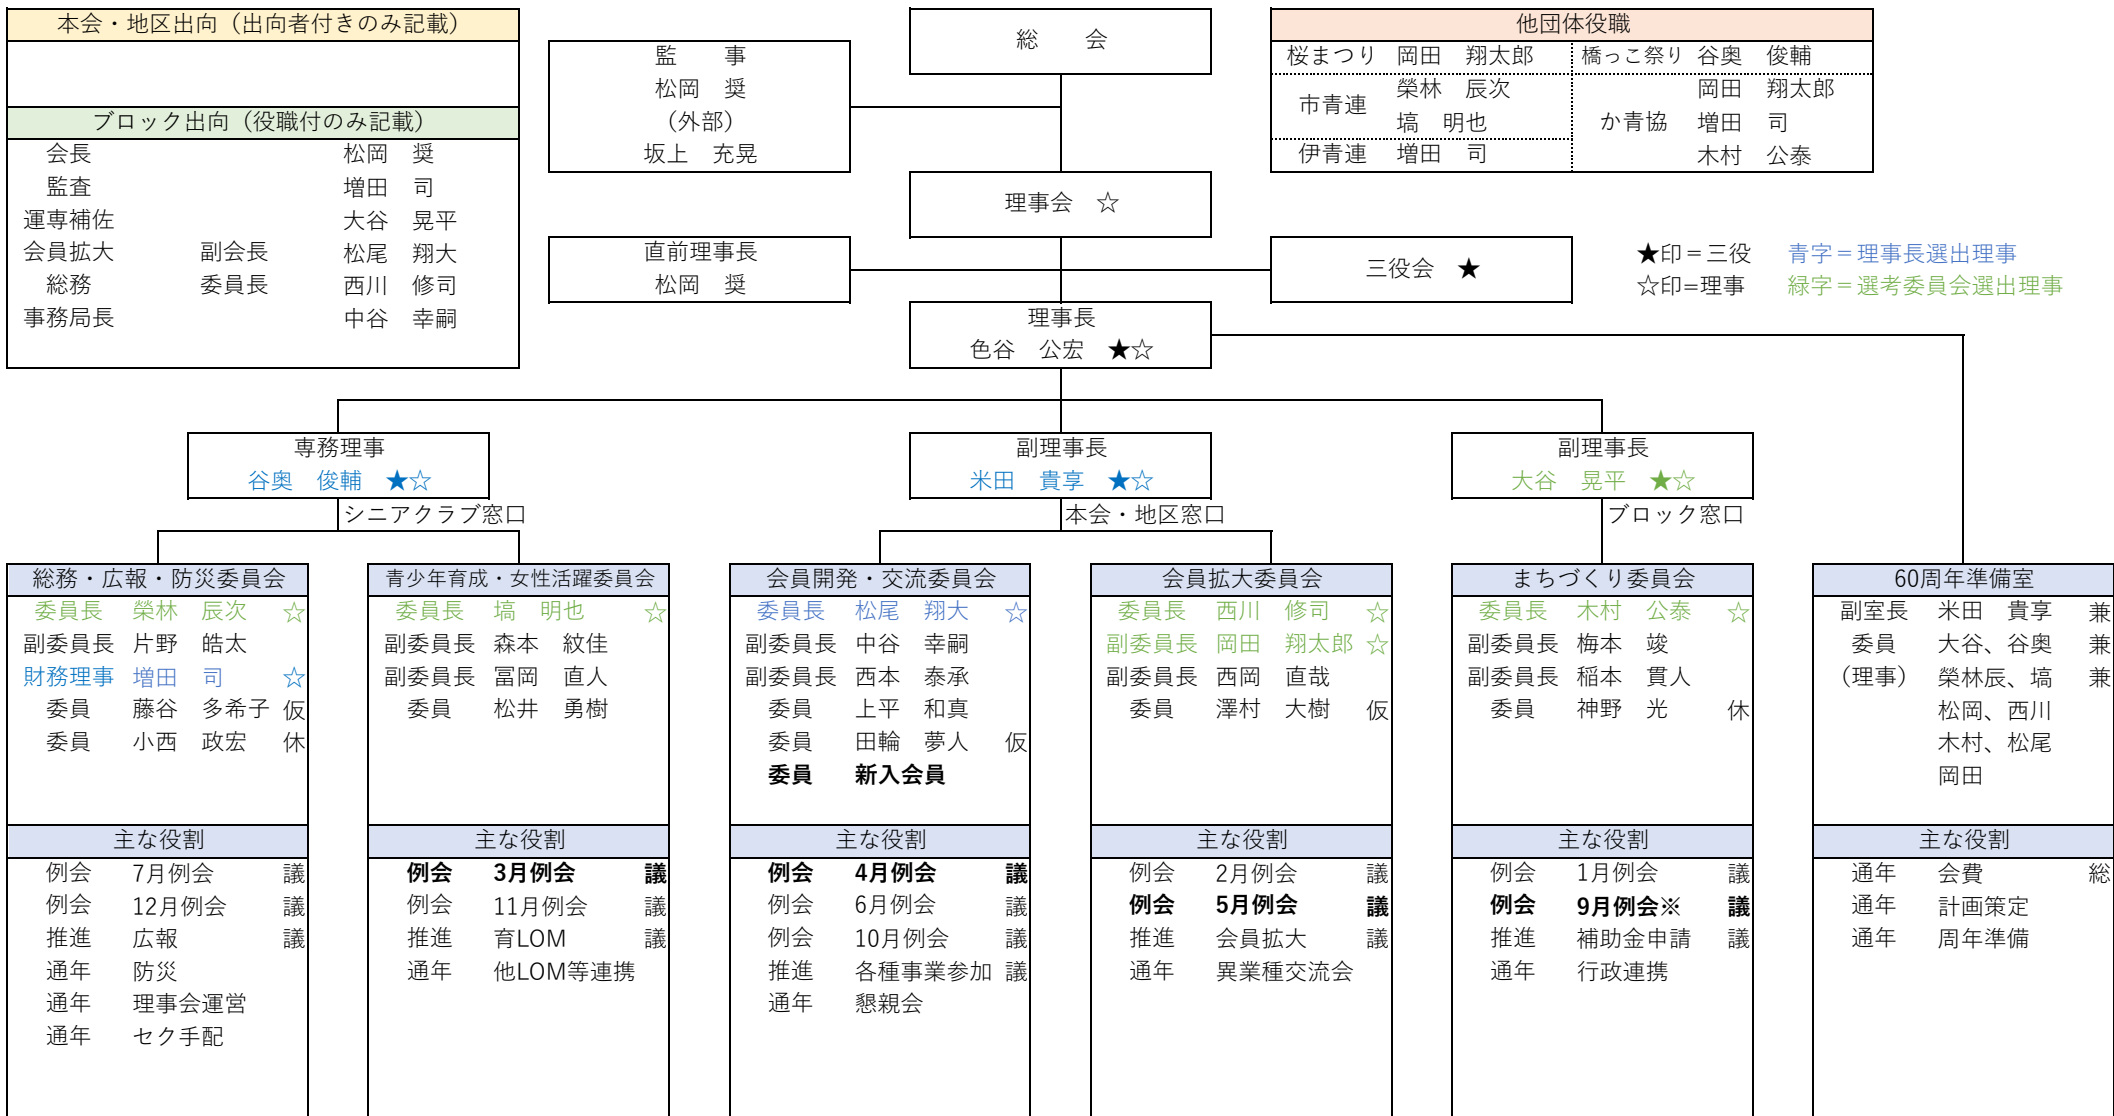 本会・地区出向（出向者付きのみ記載）
ブロック出向（役職付のみ記載）
会長 松岡 奨
監査 増田 司
運専補佐 大谷 晃平
会員拡大 副会長 松尾 翔大
総務 委員長 西川 修司
事務局長 中谷 幸嗣
監 事
松岡 奨
（外部）
坂上 充晃
総 会
他団体役職
桜まつり 岡田 翔太郎
市青連 榮林 辰次
塙 明也
伊青連 増田 司
橋っこ祭り 谷奥 俊輔
か青協 岡田 翔太郎
増田 司
木村 公泰
理事会 ☆
直前理事長
松岡 奨
三役会 ★
★印＝三役 青字＝理事長選出理事
☆印=理事 緑字＝選考委員会選出理事
理事長
色谷 公宏 ★☆
専務理事
谷奥 俊輔 ★☆
シニアクラブ窓口
副理事長
米田 貴享 ★☆
本会・地区窓口
副理事長
大谷 晃平 ★☆
ブロック窓口
総務・広報・防災委員会
委員長 榮林 辰次 ☆
副委員長 片野 皓太
財務理事 増田 司 ☆
委員 藤谷 多希子 仮
委員 小西 政宏 休
主な役割
例会 7月例会 議
例会 12月例会 議
推進 広報 議
通年 防災
通年 理事会運営
通年 セク手配
青少年育成・女性活躍委員会
委員長 塙 明也 ☆
副委員長 森本 紋佳
副委員長 冨岡 直人
委員 松井 勇樹
主な役割
例会 3月例会 議
例会 11月例会 議
推進 育LOM 議
通年 他LOM等連携
会員開発・交流委員会
委員長 松尾 翔大 ☆
副委員長 中谷 幸嗣
副委員長 西本 泰承
委員 上平 和真
委員 田輪 夢人 仮
委員 新入会員
主な役割
例会 4月例会 議
例会 6月例会 議
例会 10月例会 議
推進 各種事業参加 議
通年 懇親会
会員拡大委員会
委員長 西川 修司 ☆
副委員長 岡田 翔太郎 ☆
副委員長 西岡 直哉
委員 澤村 大樹 仮
主な役割
例会 2月例会 議
例会 5月例会 議
推進 会員拡大 議
通年 異業種交流会
まちづくり委員会
委員長 木村 公泰 ☆
副委員長 梅本 竣
副委員長 稲本 貫人
委員 神野 光 休
主な役割
例会 1月例会 議
例会 9月例会※ 議
推進 補助金申請 議
通年 行政連携
60周年準備室
副室長 米田 貴享 兼
委員 大谷、谷奥 兼
（理事） 榮林辰、塙 兼
松岡、西川
木村、松尾
岡田
主な役割
通年 会費 総
通年 計画策定
通年 周年準備